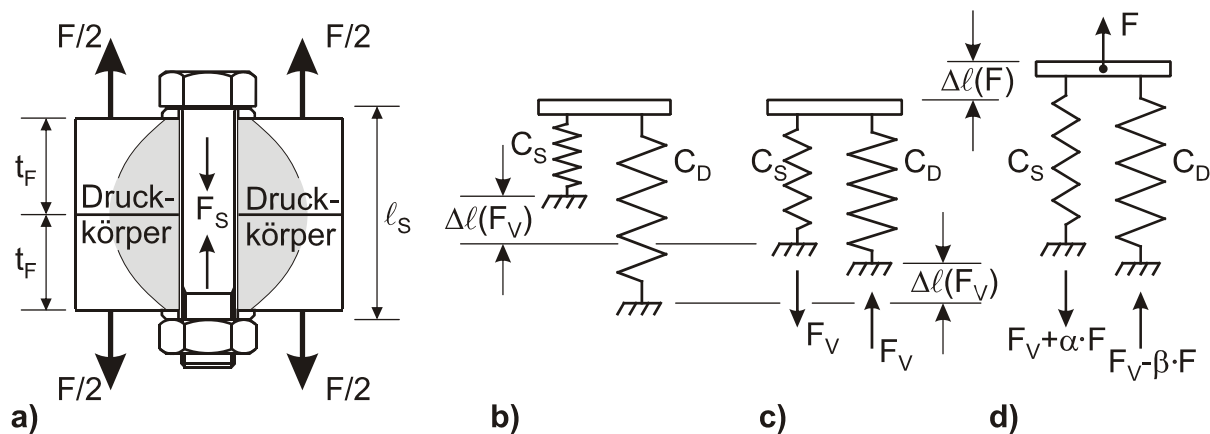 F/2
F/2
t_F
t_F
Druck-
körper
F_S
Druck-
körper
ℓ_S
F/2
F/2
a)
C_S
C_D
Δℓ(F_V)
b)
C_S
C_D
Δℓ(F_V)
F_V
F_V
c)
F
Δℓ(F)
C_S
C_D
F_V+α·F
F_V-β·F
d)